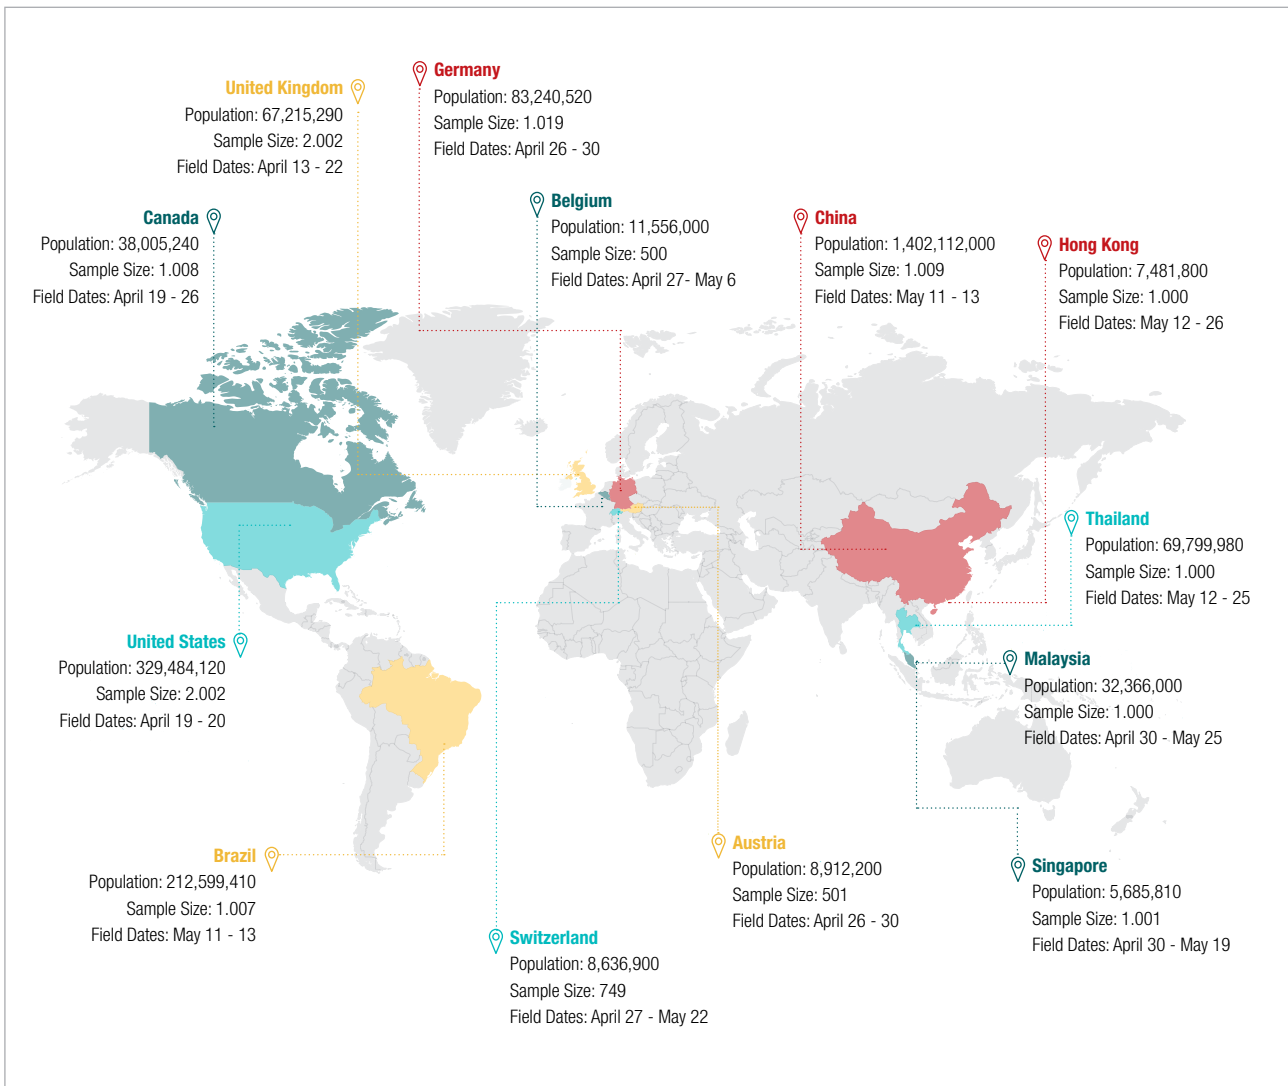 Germany
Population: 83,240,520
Sample Size: 1.019
Field Dates: April 26 - 30
United Kingdom
Population: 67,215,290
Sample Size: 2.002
Field Dates: April 13 - 22
Belgium
Population: 11,556,000
Sample Size: 500
Field Dates: April 27- May 6
Canada
Population: 38,005,240
Sample Size: 1.008
Field Dates: April 19 - 26
China
Population: 1,402,112,000
Sample Size: 1.009
Field Dates: May 11 - 13
Hong Kong
Population: 7,481,800
Sample Size: 1.000
Field Dates: May 12 - 26
Thailand
Population: 69,799,980
Sample Size: 1.000
Field Dates: May 12 - 25
United States
Population: 329,484,120
Sample Size: 2.002
Field Dates: April 19 - 20
Malaysia
Population: 32,366,000
Sample Size: 1.000
Field Dates: April 30 - May 25
Brazil
Population: 212,599,410
Sample Size: 1.007
Field Dates: May 11 - 13
Austria
Population: 8,912,200
Sample Size: 501
Field Dates: April 26 - 30
Singapore
Population: 5,685,810
Sample Size: 1.001
Field Dates: April 30 - May 19
Switzerland
Population: 8,636,900
Sample Size: 749
Field Dates: April 27 - May 22